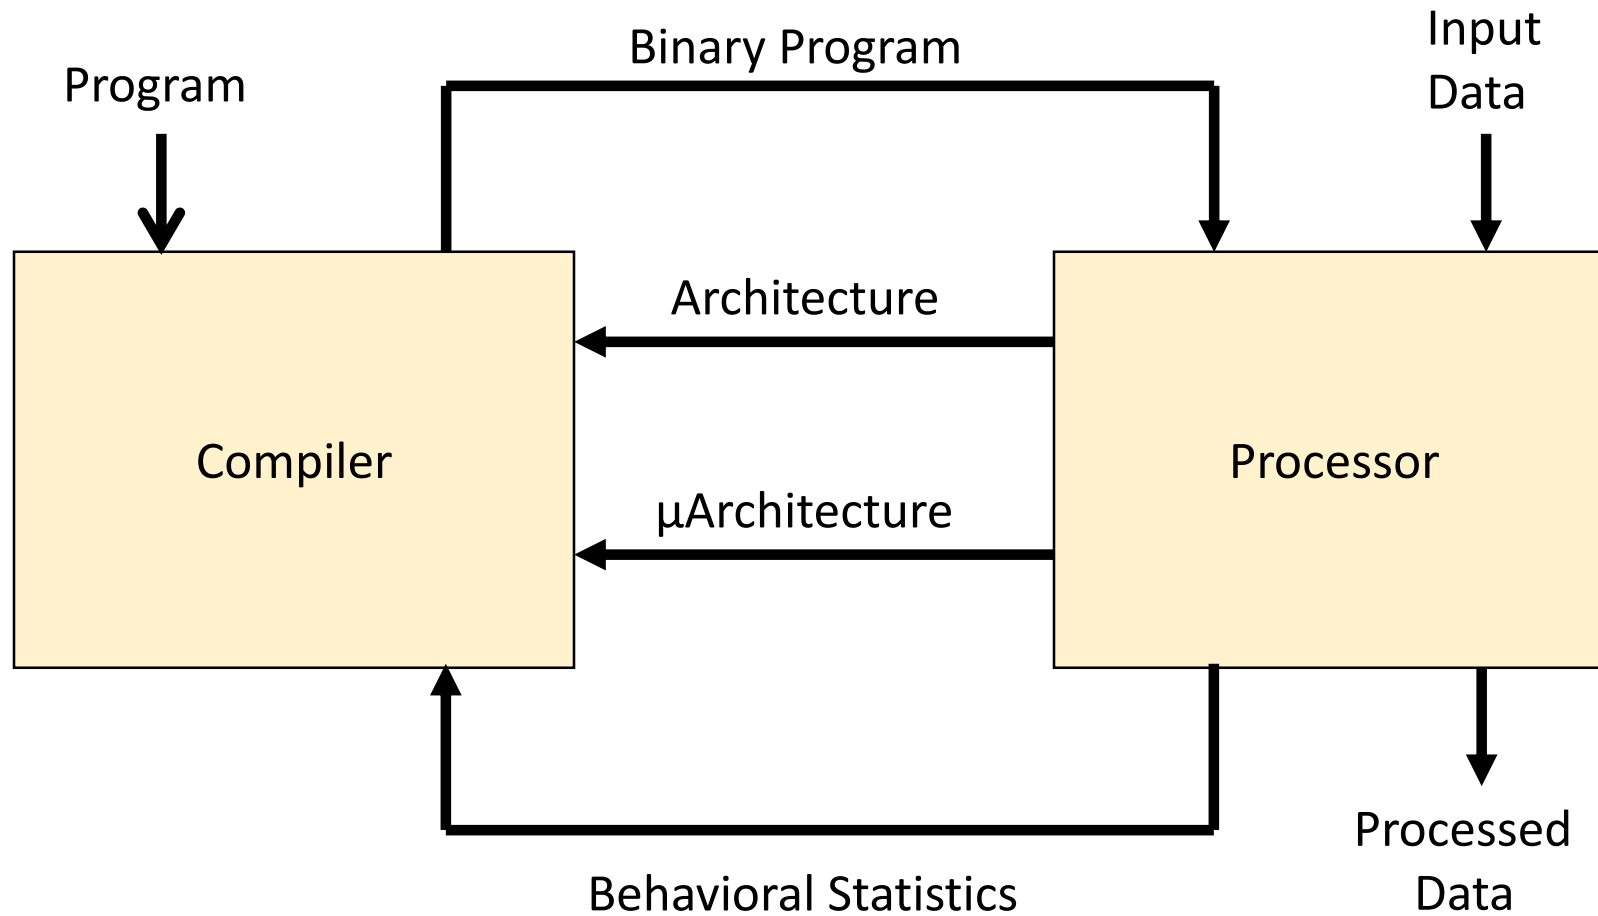 Program
Binary Program
Input
Data
Architecture
Compiler
Processor
µArchitecture
Processed
Data
Behavioral Statistics